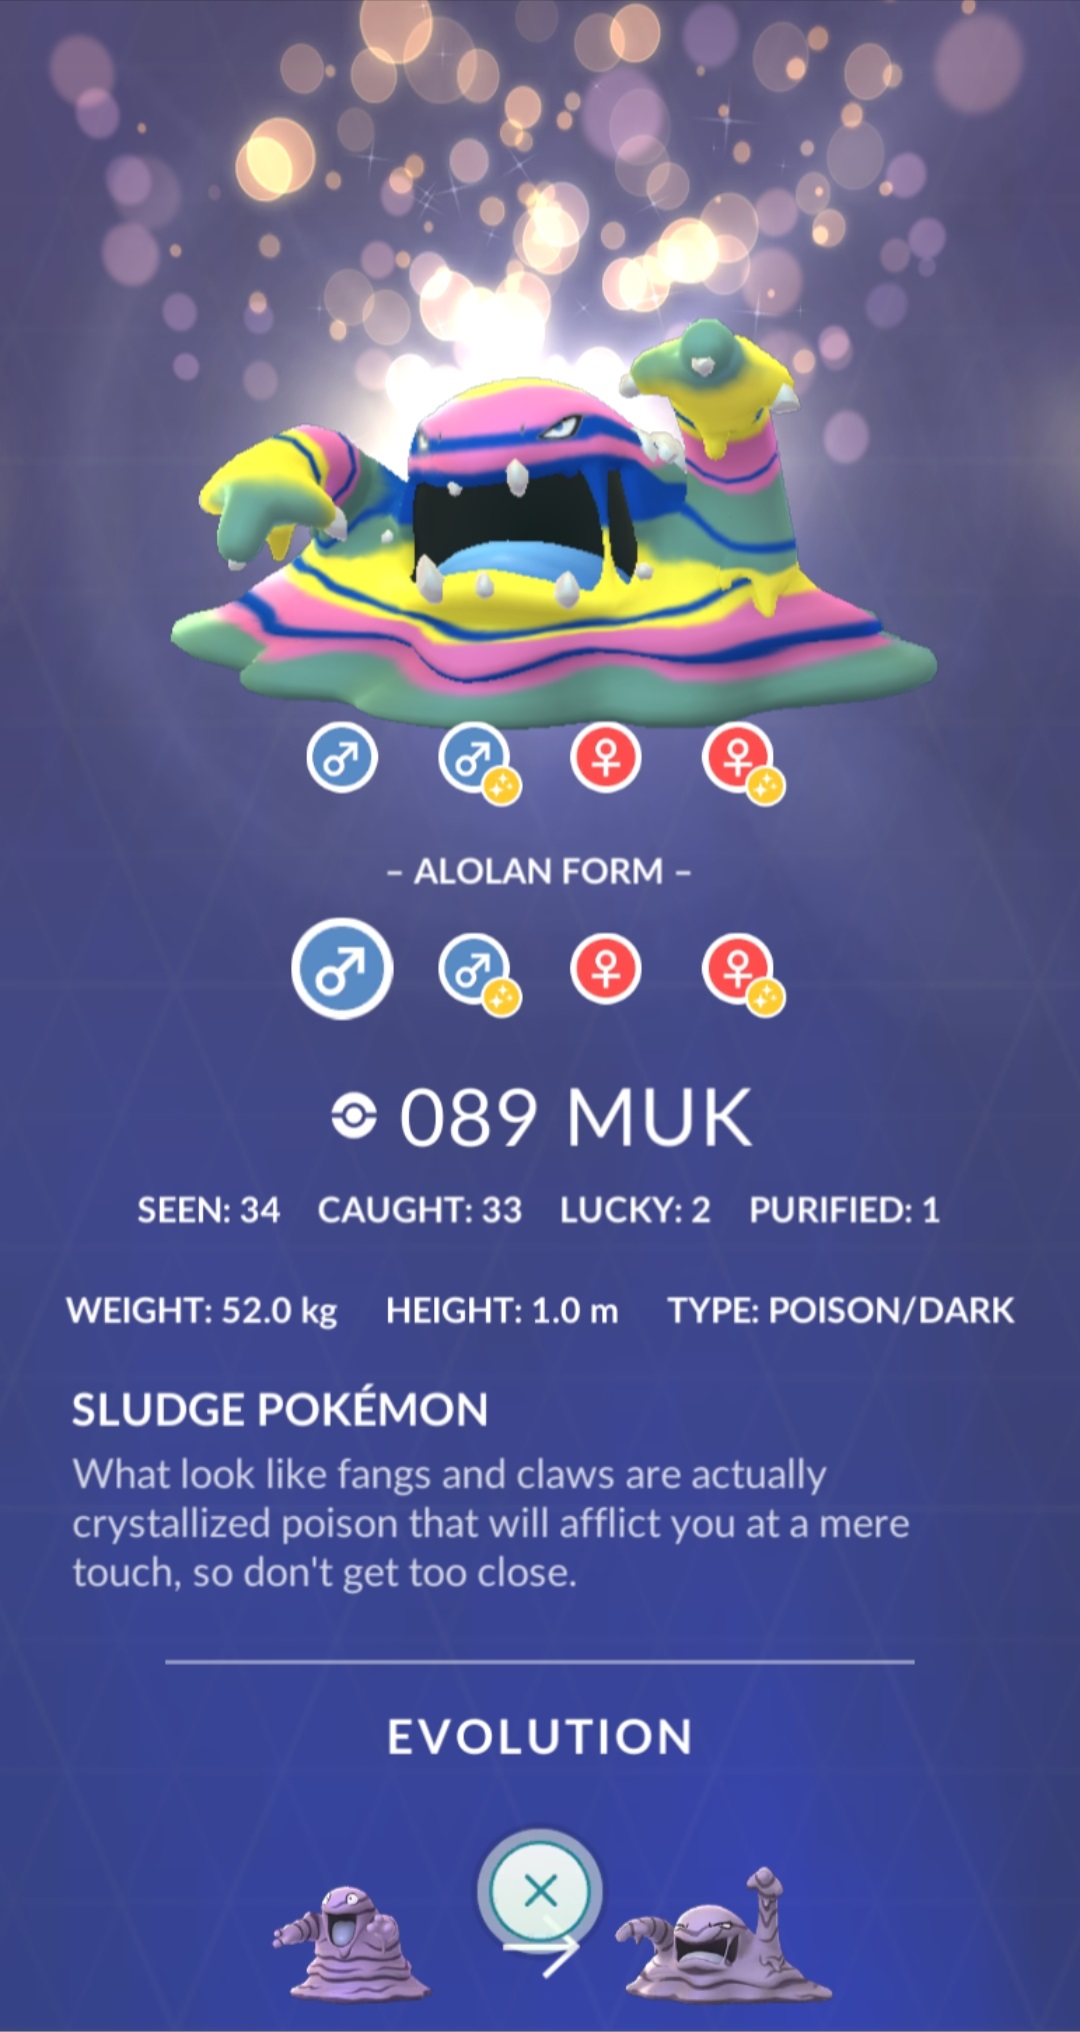 – ALOLAN FORM –
089 MUK
SEEN: 34 CAUGHT: 33 LUCKY: 2 PURIFIED: 1
WEIGHT: 52.0 kg HEIGHT: 1.0 m TYPE: POISON/DARK
SLUDGE POKÉMON
What look like fangs and claws are actually
crystallized poison that will afflict you at a mere
touch, so don't get too close.
EVOLUTION